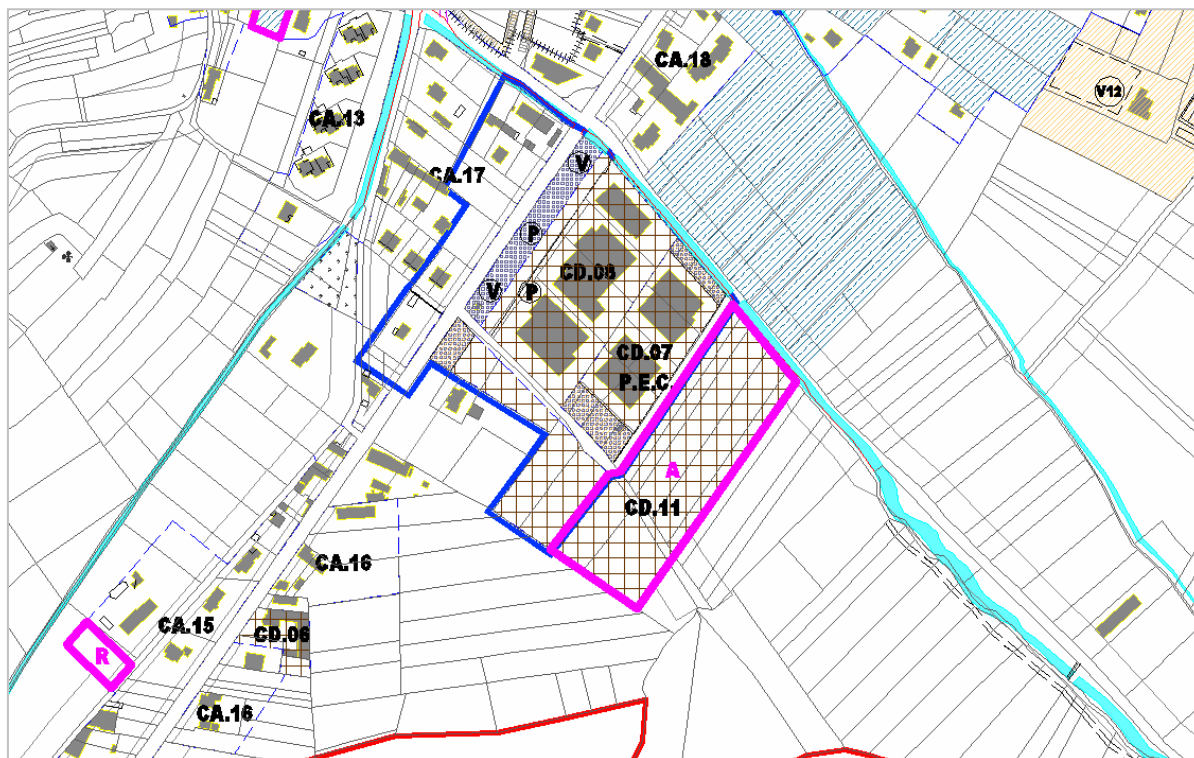 CA.18
V12
CA.13
CA.17
V
P
CD.08
V
P
CD.07
P.E.C.
A
CD.11
CA.16
CA.15
CD.06
R
CA.16